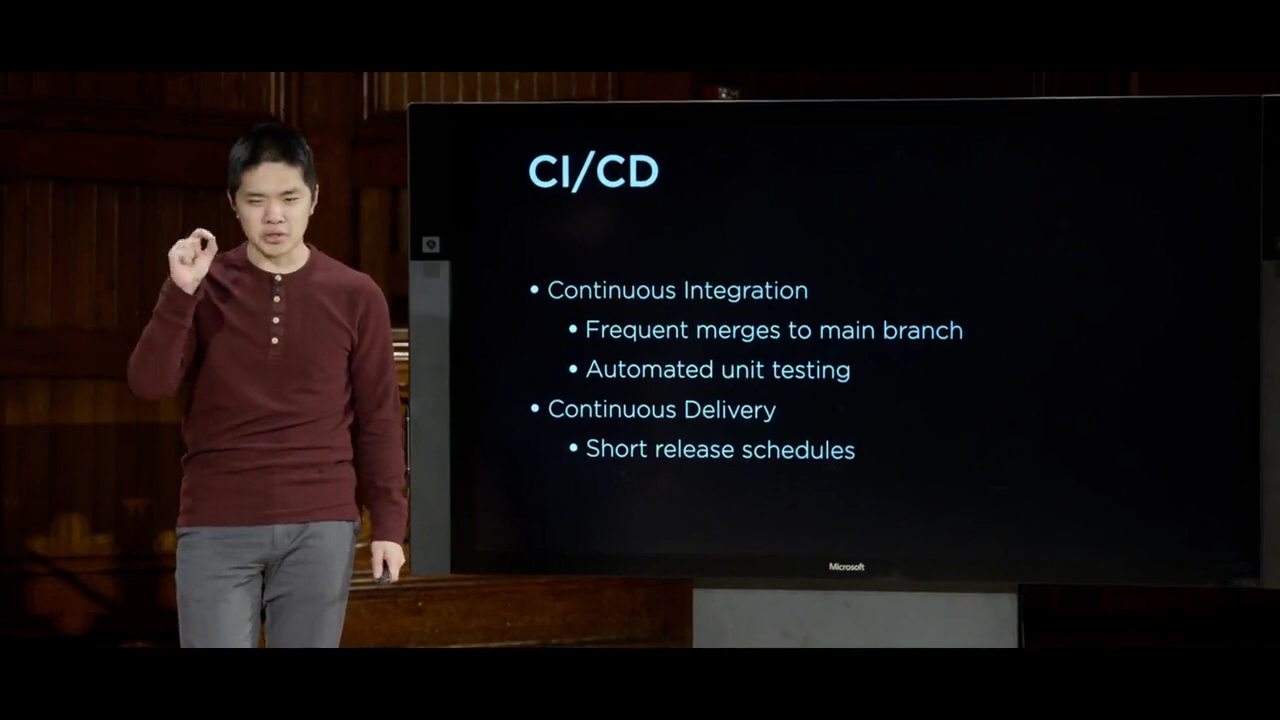 CI/CD
• Continuous Integration
• Frequent merges to main branch
• Automated unit testing
• Continuous Delivery
• Short release schedules
Microsoft